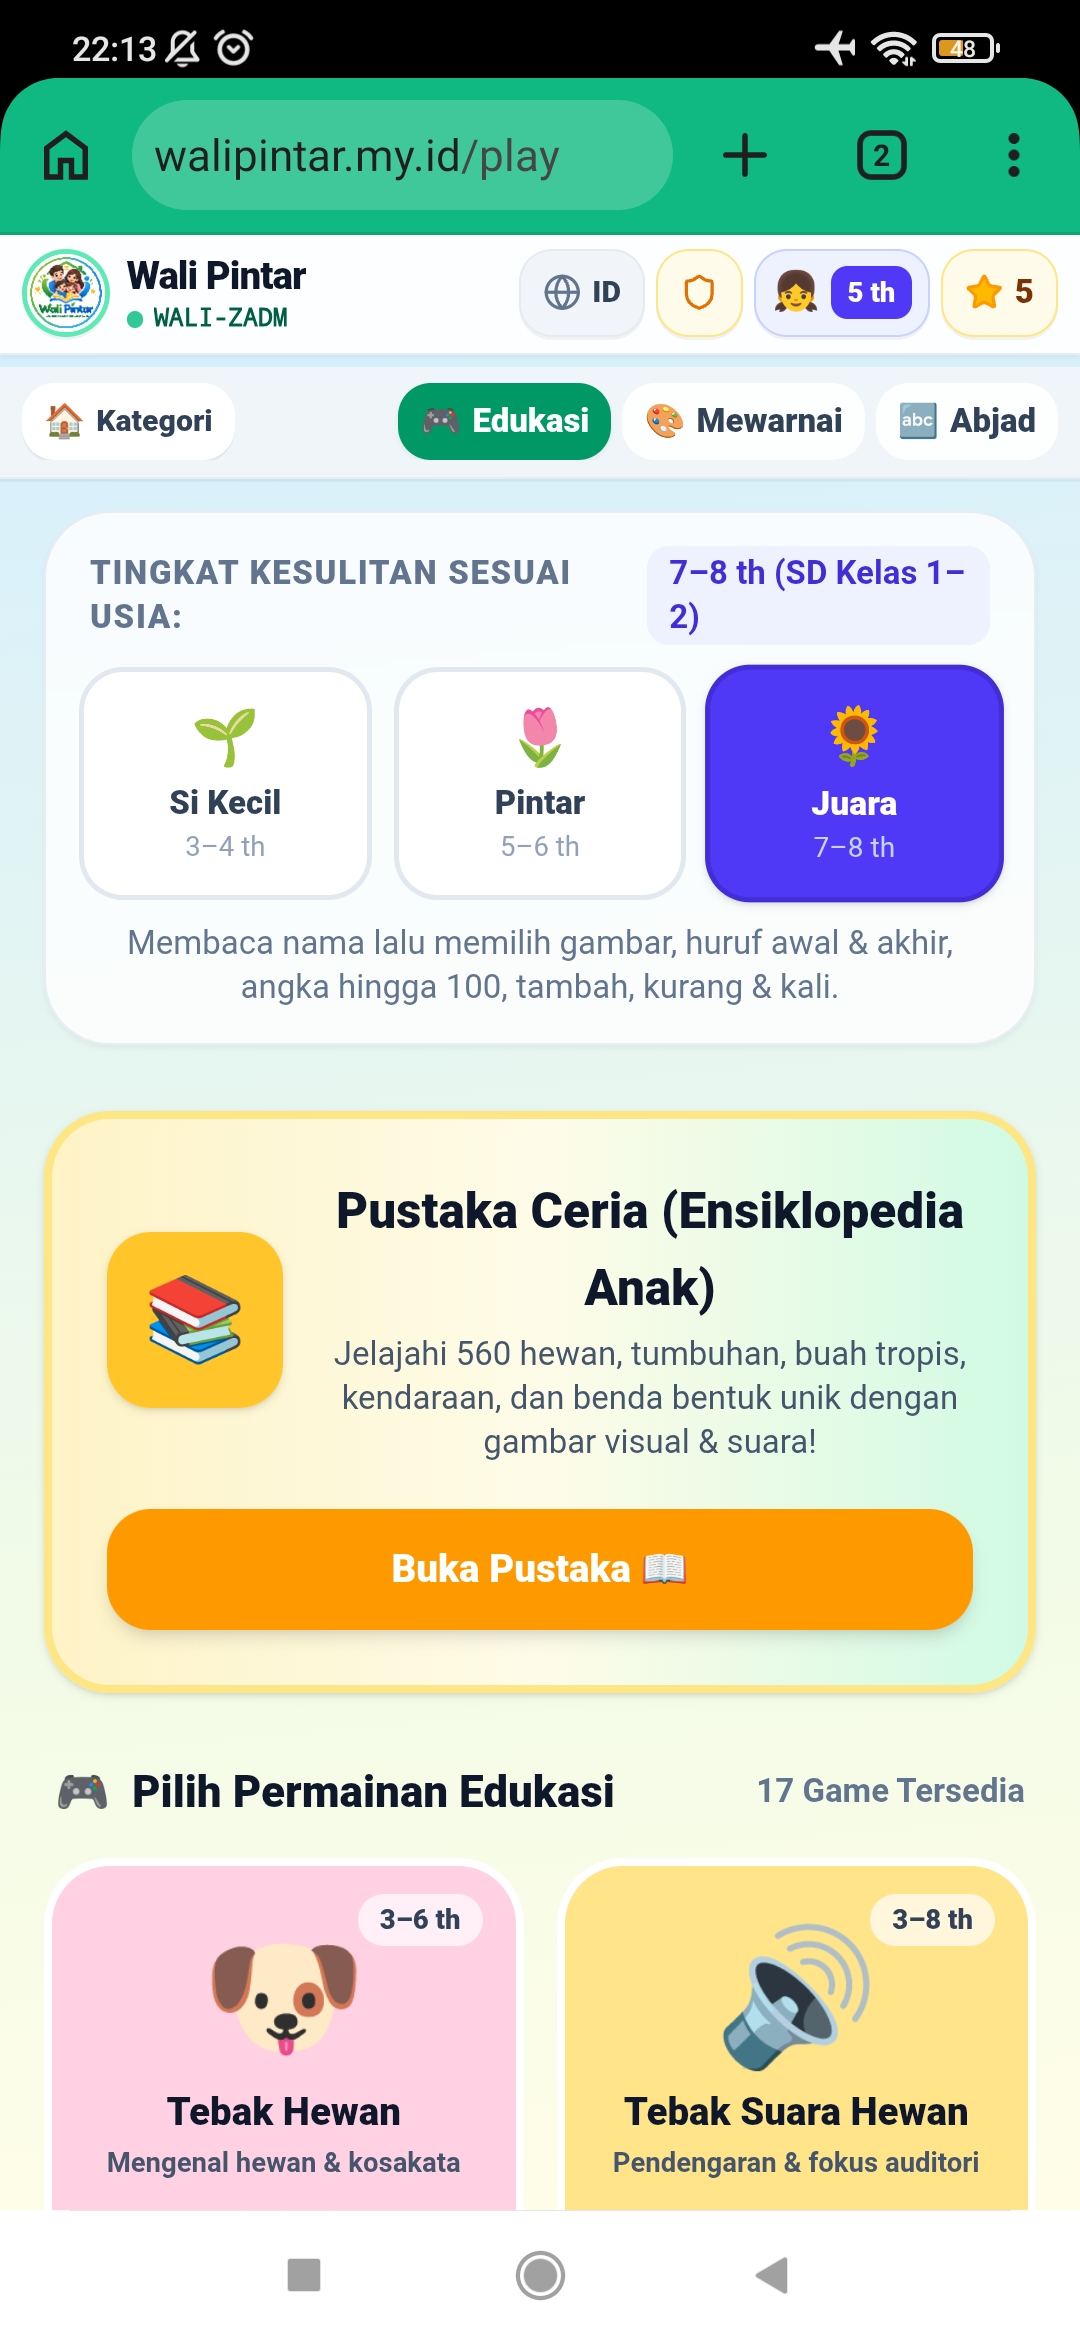 22:13
48
walipintar.my.id/play
2
Wali Pintar
WALI-ZADM
ID
5 th
5
Kategori
Edukasi
Mewarnai
abc Abjad
TINGKAT KESULITAN SESUAI
USIA:
7–8 th (SD Kelas 1–
2)
Si Kecil
3–4 th
Pintar
5–6 th
Juara
7–8 th
Membaca nama lalu memilih gambar, huruf awal & akhir,
angka hingga 100, tambah, kurang & kali.
Pustaka Ceria (Ensiklopedia
Anak)
Jelajahi 560 hewan, tumbuhan, buah tropis,
kendaraan, dan benda bentuk unik dengan
gambar visual & suara!
Buka Pustaka
Pilih Permainan Edukasi
17 Game Tersedia
3–6 th
Tebak Hewan
Mengenal hewan & kosakata
3–8 th
Tebak Suara Hewan
Pendengaran & fokus auditori